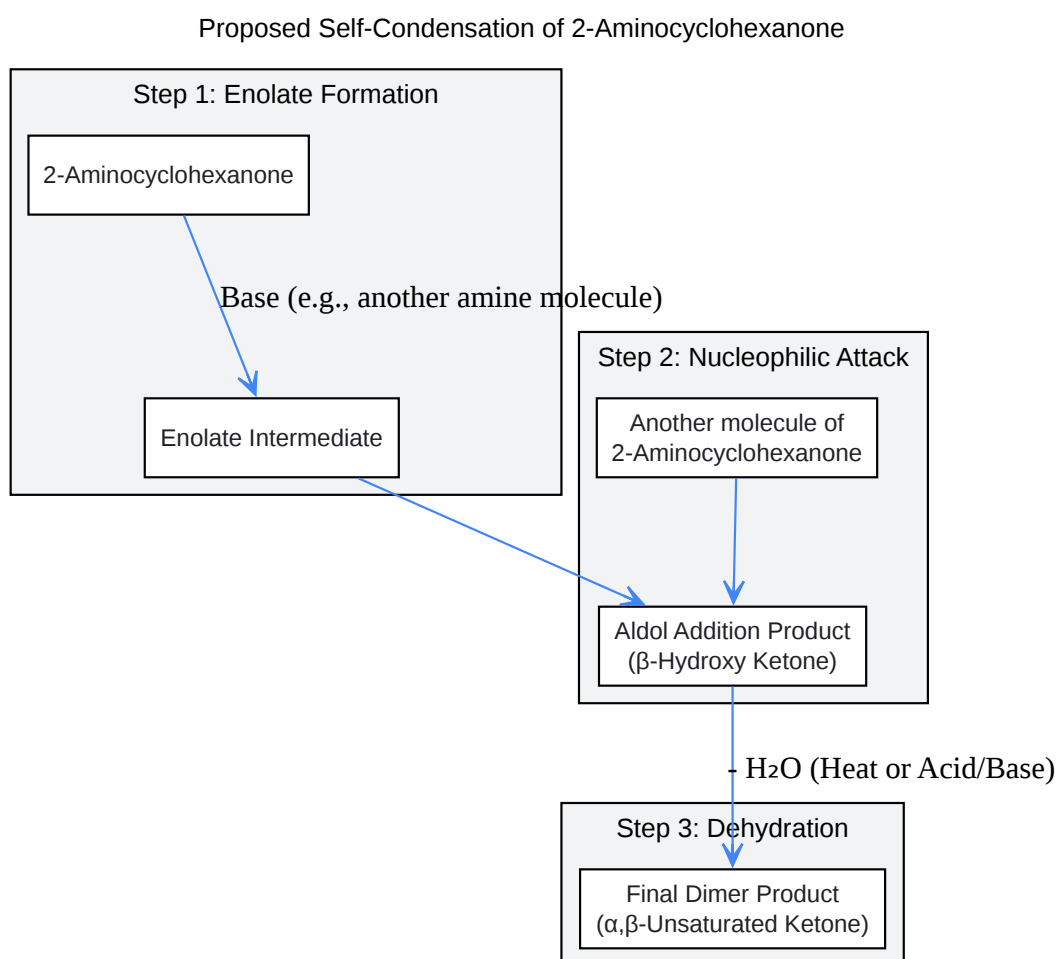 Proposed Self-Condensation of 2-Aminocyclohexanone
Step 1: Enolate Formation
2-Aminocyclohexanone
Base (e.g., another amine molecule)
Enolate Intermediate
Step 2: Nucleophilic Attack
Another molecule of
2-Aminocyclohexanone
Aldol Addition Product
(β-Hydroxy Ketone)
- H₂O (Heat or Acid/Base)
Step 3: Dehydration
Final Dimer Product
(α,β-Unsaturated Ketone)